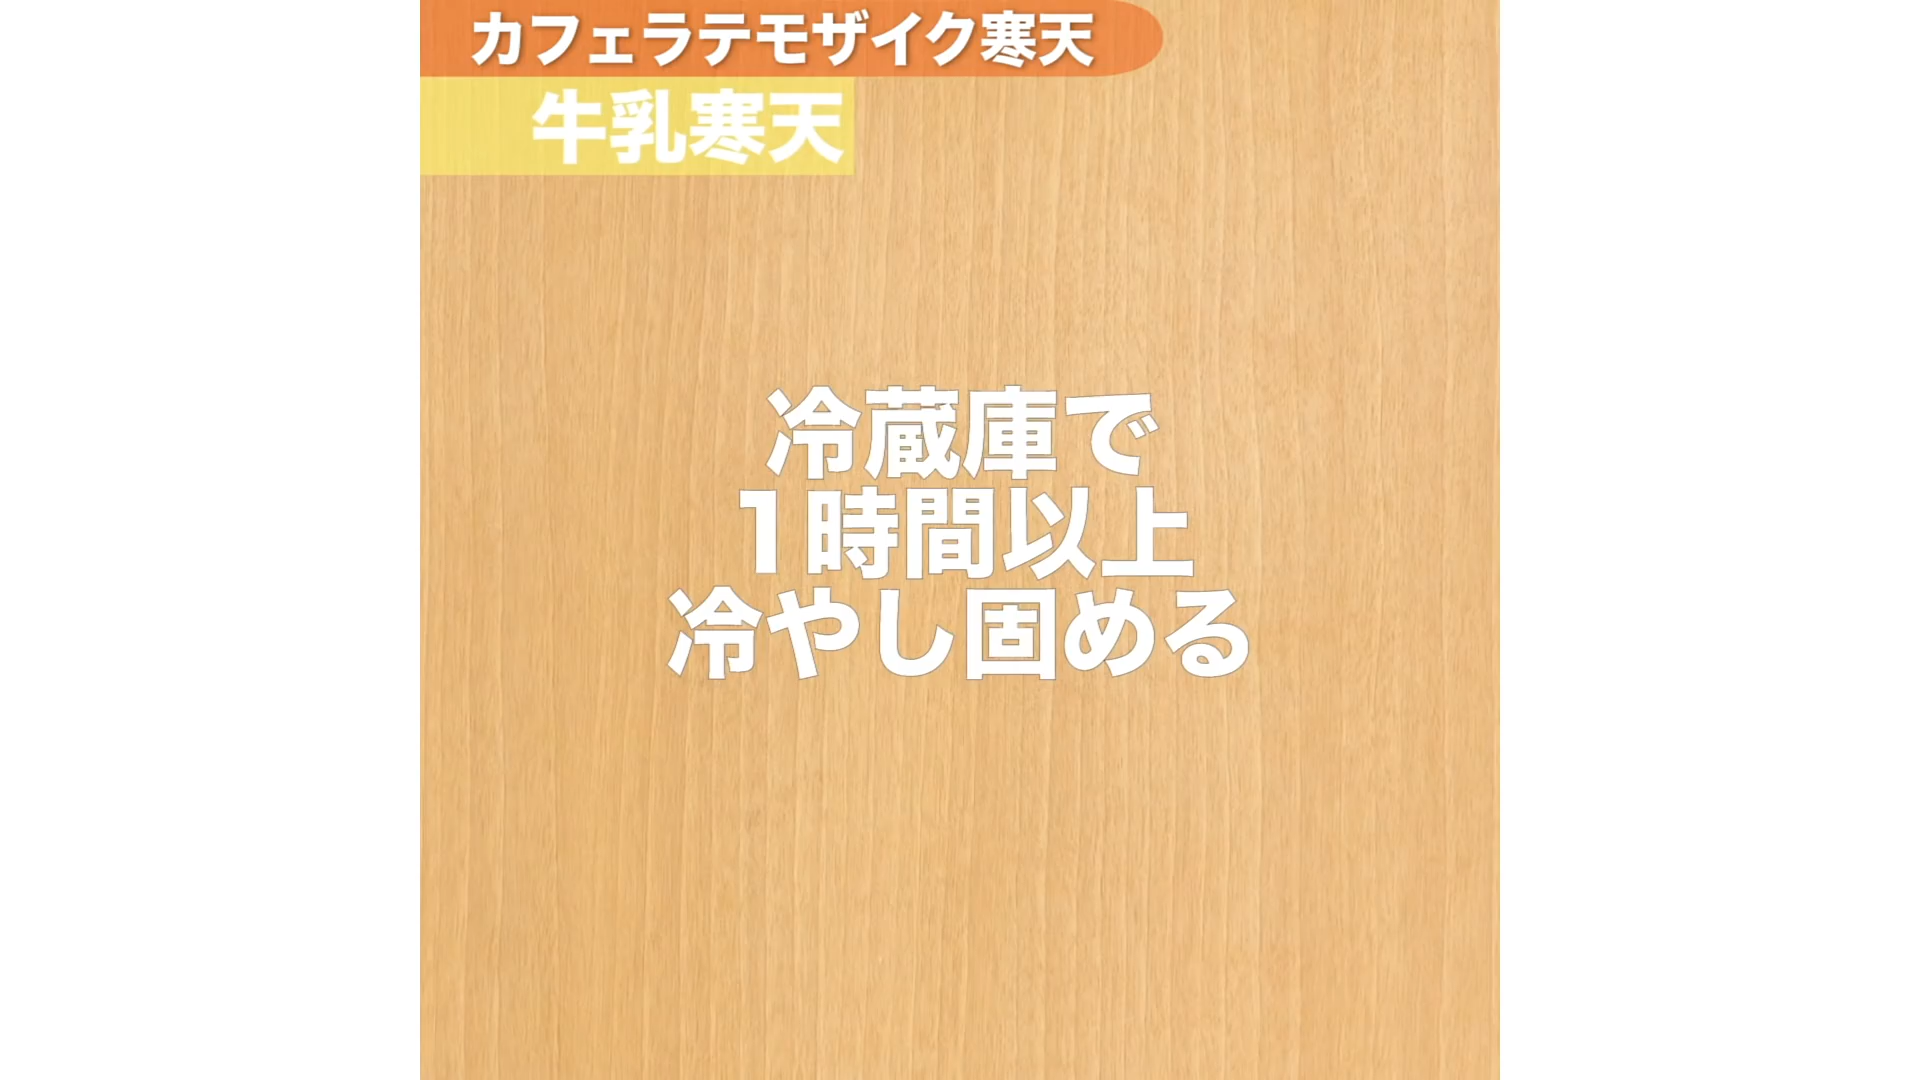 カフェラテモザイク寒天
牛乳寒天
冷蔵庫で
1時間以上
冷やし固める